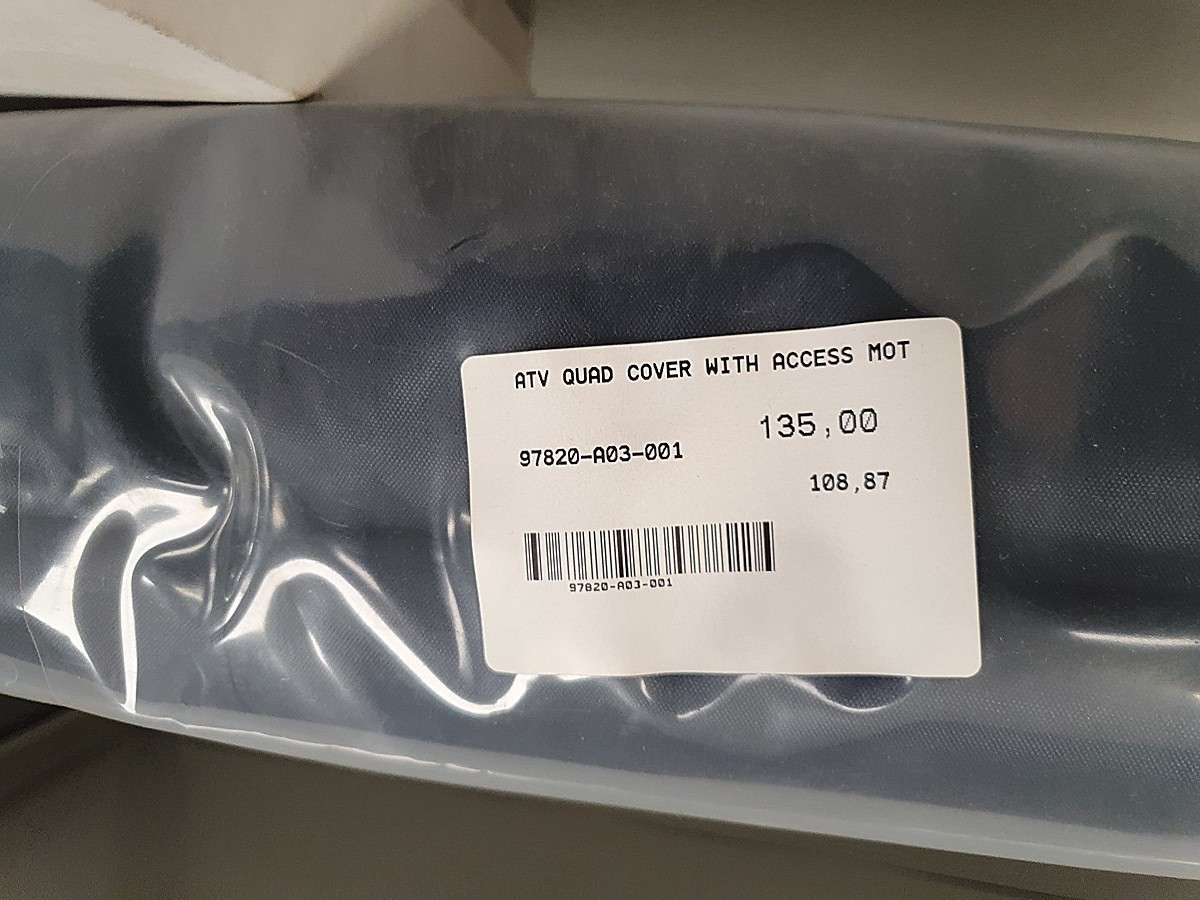 ATV QUAD COVER WITH ACCESS MOT
135,00
97820-A03-001
108,87
97820-A03-001